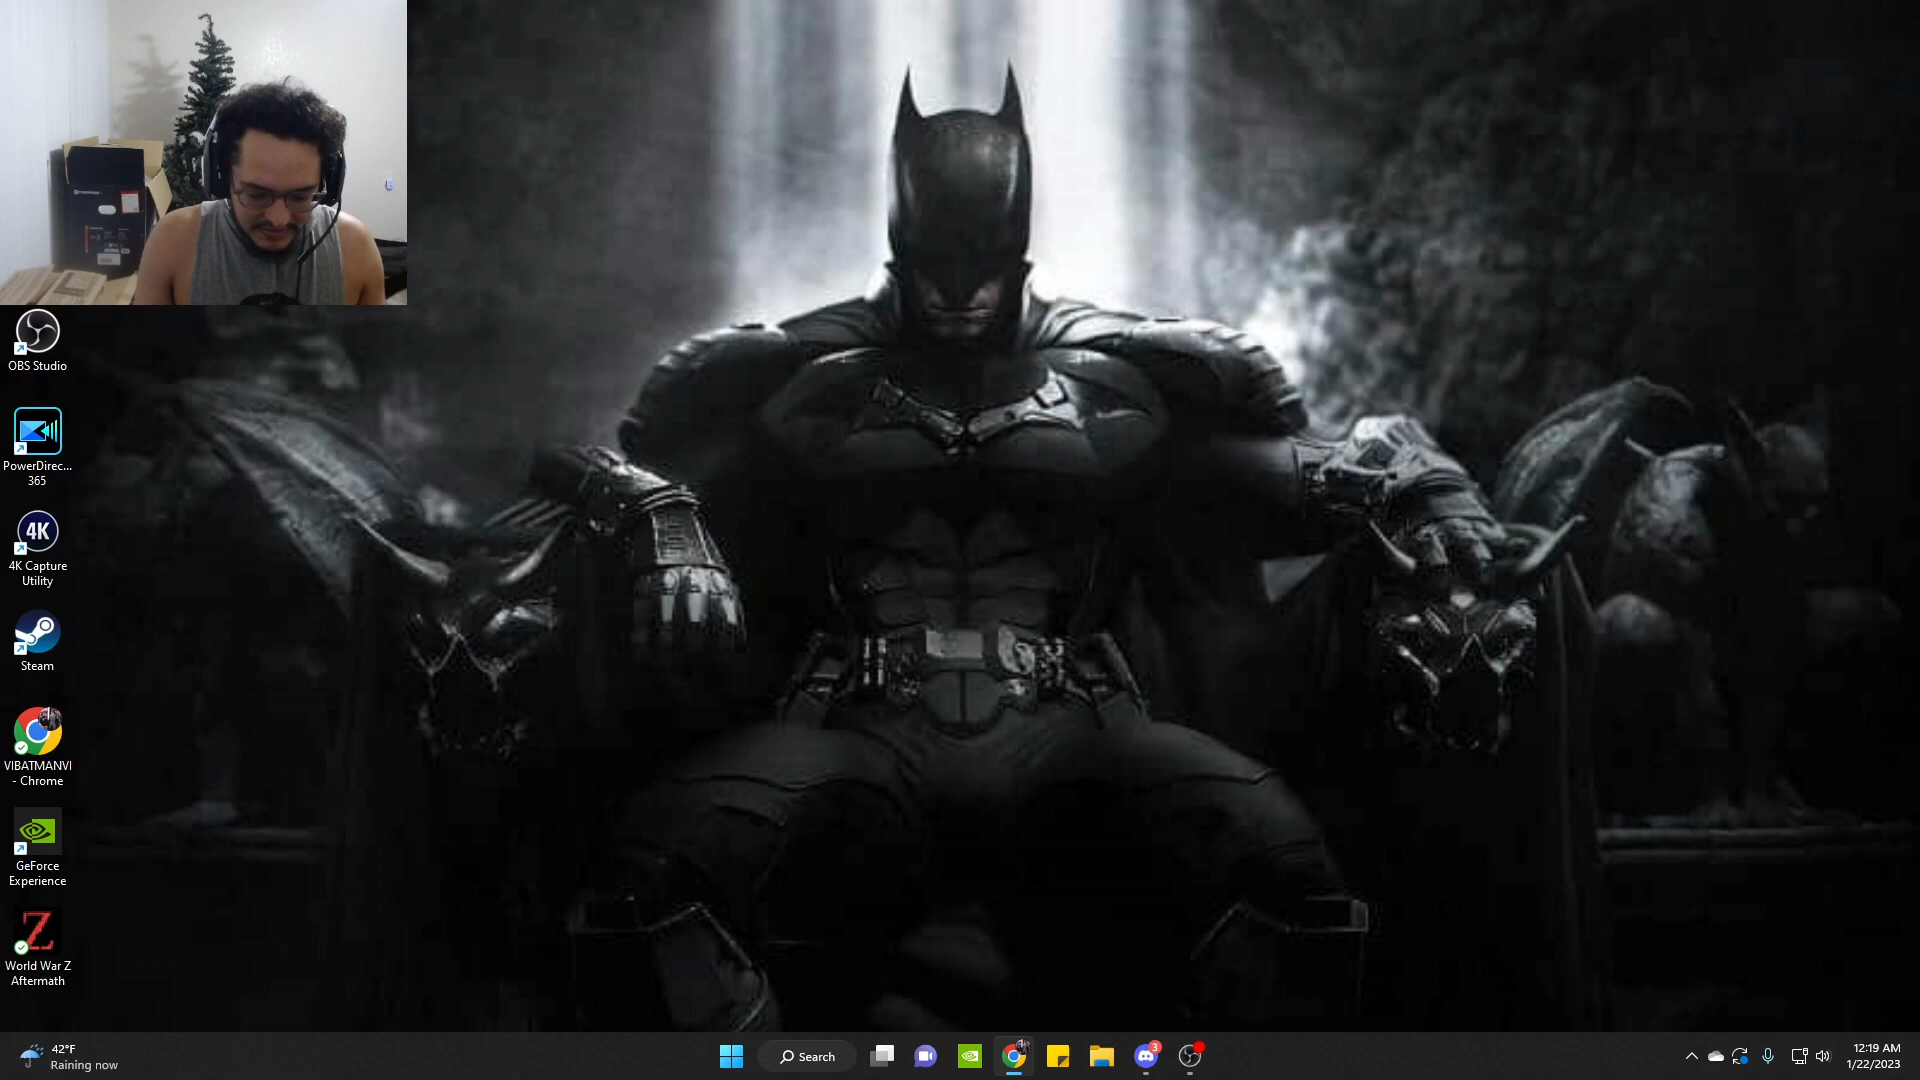 OBS Studio
PowerDirec...
365
4K
4K Capture
Utility
Steam
VIBATMANVI
- Chrome
GeForce
Experience
Z
World War Z
Aftermath
42°F
Raining now
Search
3
12:19 AM
1/22/2023